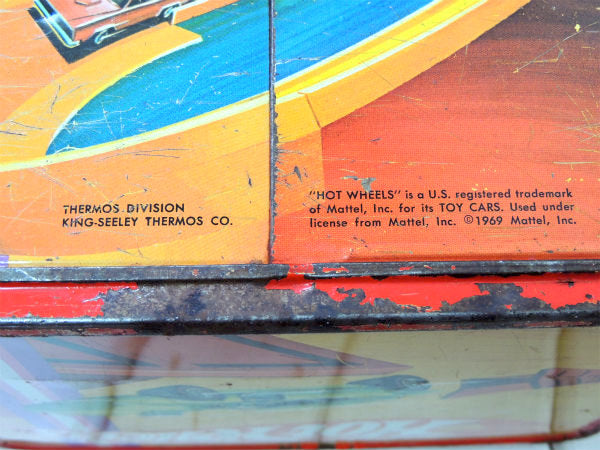 THERMOS DIVISION
KING-SEELEY THERMOS CO.
"HOT WHEELS" is a U.S. registered trademark
of Mattel, Inc. for its TOY CARS. Used under
license from Mattel, Inc. ©1969 Mattel, Inc.